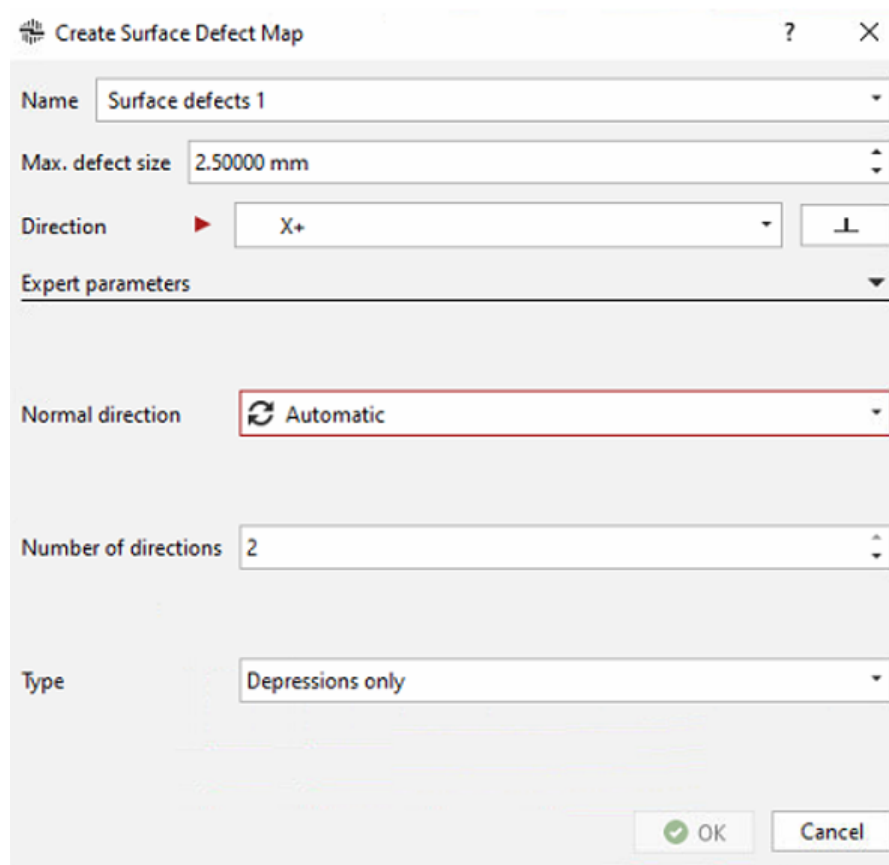 Create Surface Defect Map ?
Name Surface defects 1
Max. defect size 2.50000 mm
Direction X+
Expert parameters
Normal direction Automatic
Number of directions 2
Type Depressions only
OK Cancel